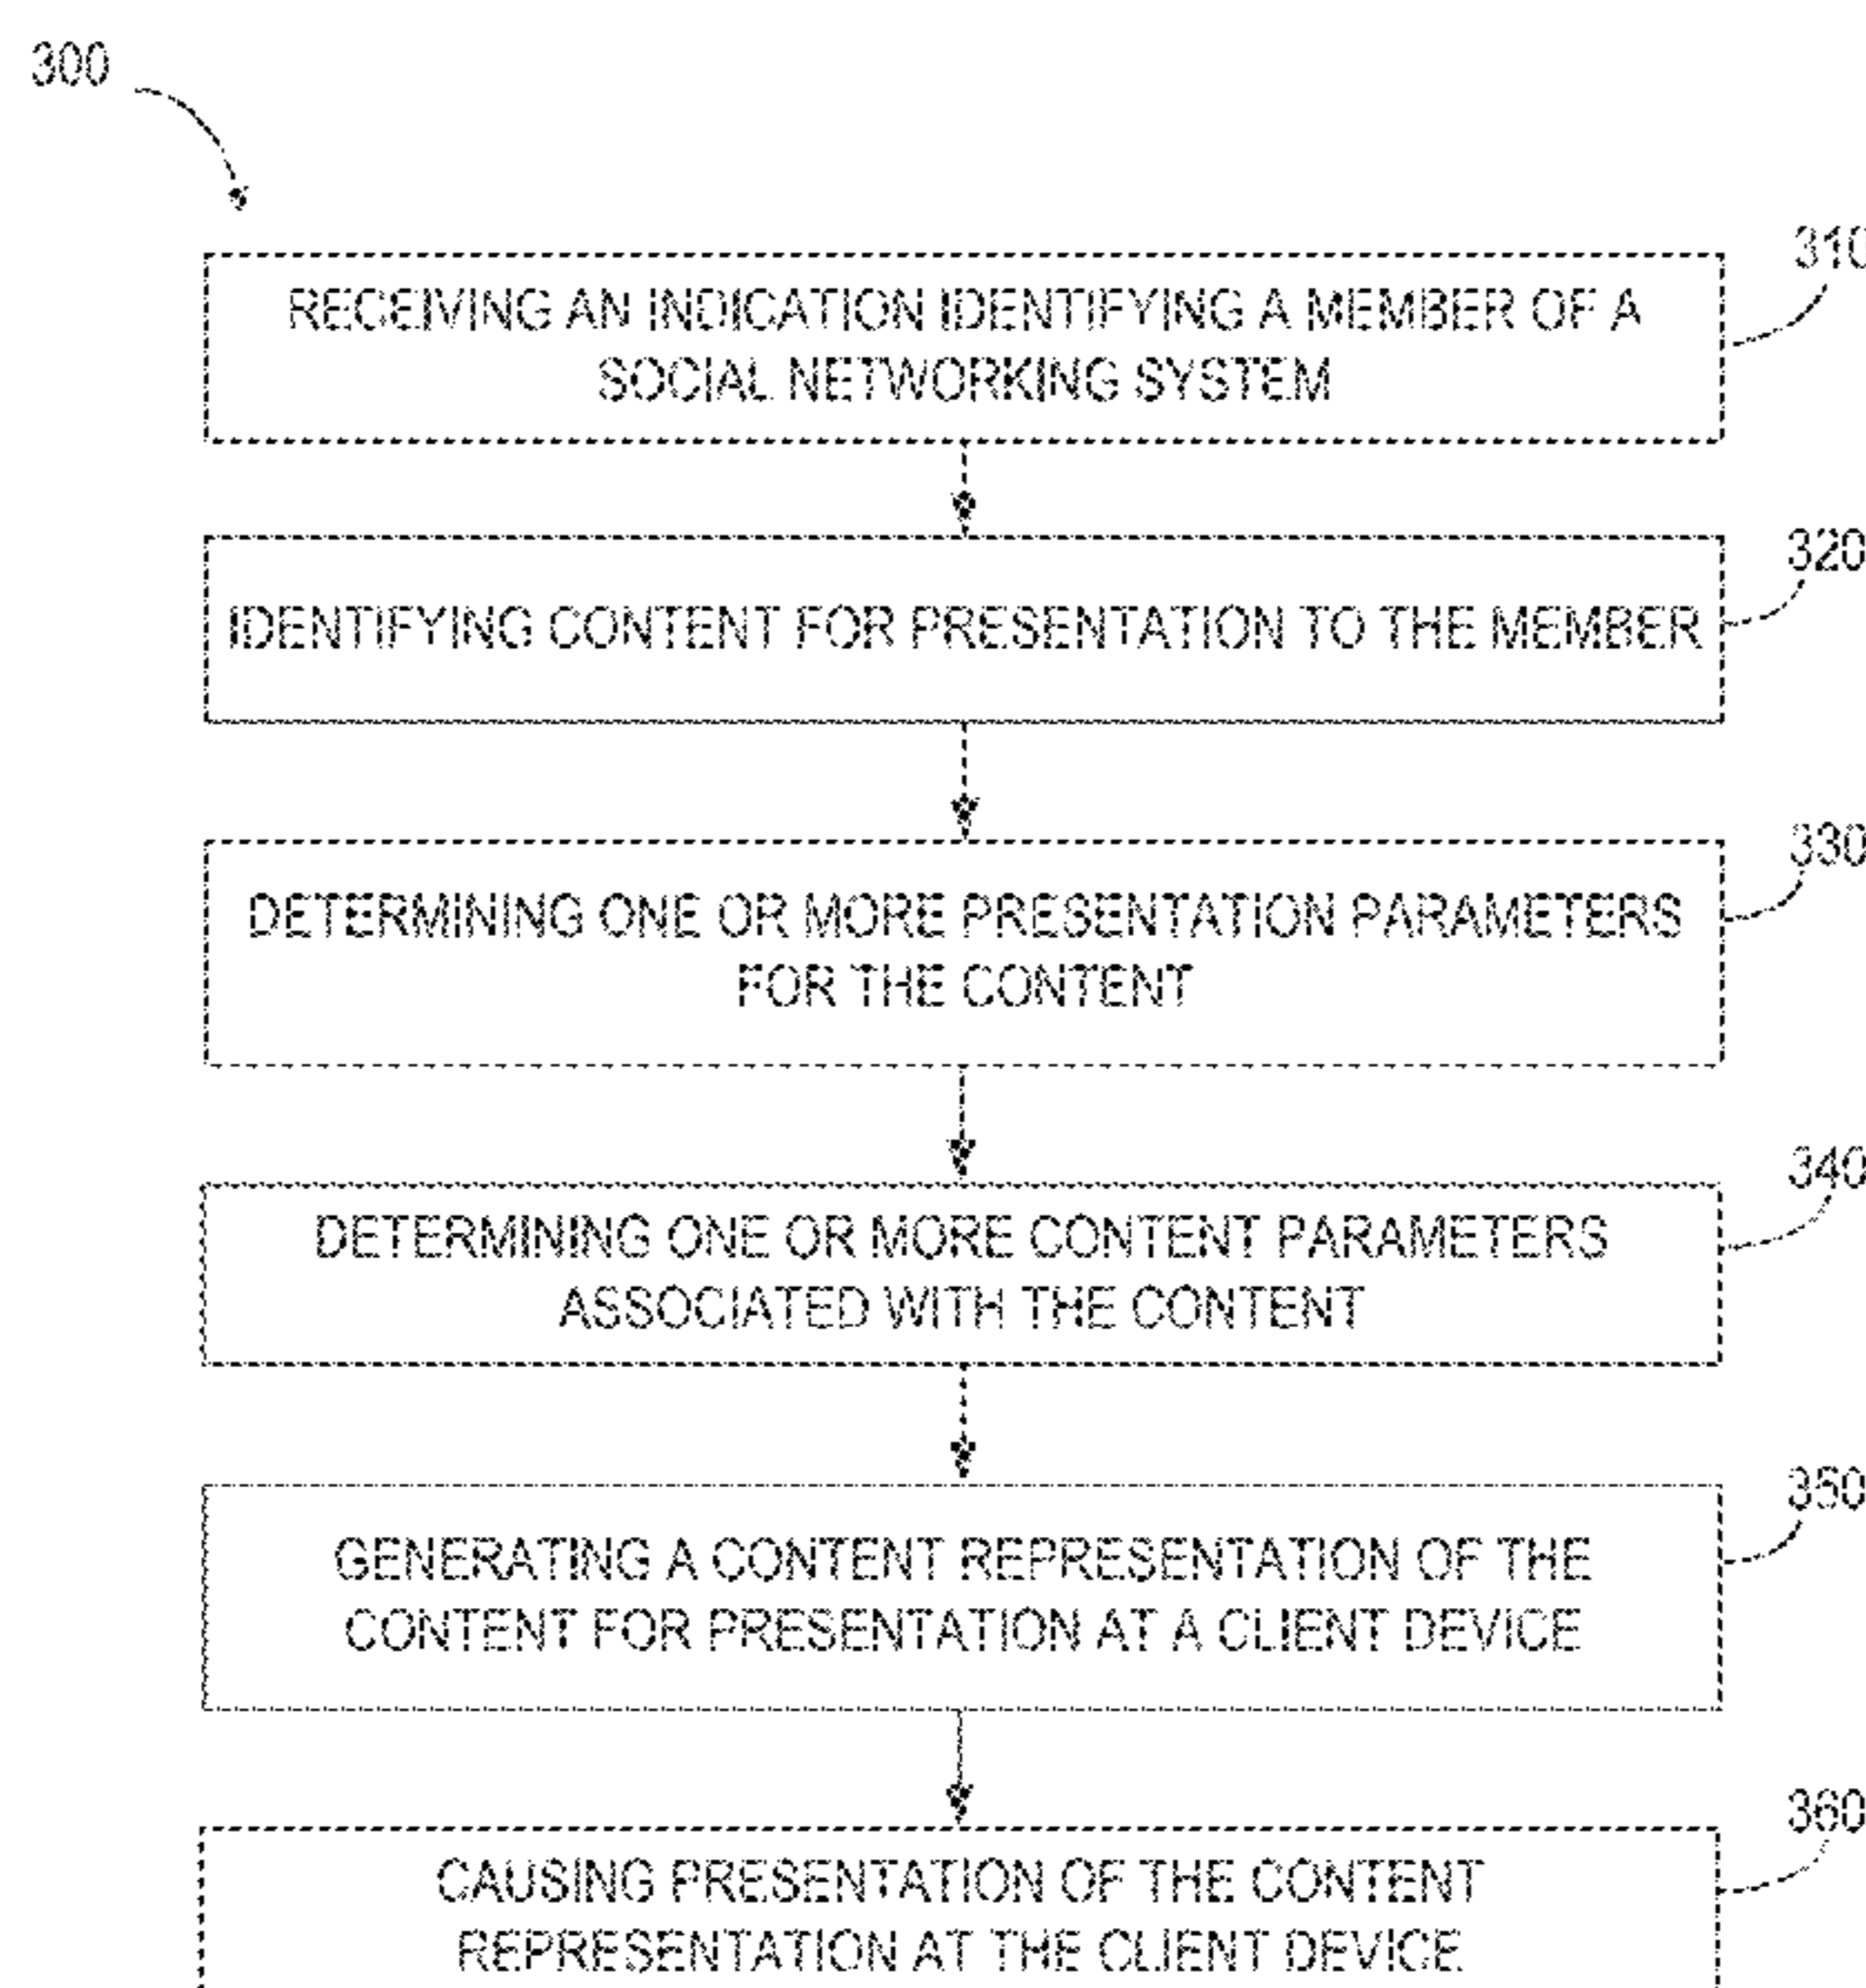 300
310
RECEIVING AN INDICATION IDENTIFYING A MEMBER OF A
SOCIAL NETWORKING SYSTEM
320
IDENTIFYING CONTENT FOR PRESENTATION TO THE MEMBER
330
DETERMINING ONE OR MORE PRESENTATION PARAMETERS
FOR THE CONTENT
340
DETERMINING ONE OR MORE CONTENT PARAMETERS
ASSOCIATED WITH THE CONTENT
350
GENERATING A CONTENT REPRESENTATION OF THE
CONTENT FOR PRESENTATION AT A CLIENT DEVICE
360
CAUSING PRESENTATION OF THE CONTENT
REPRESENTATION AT THE CLIENT DEVICE